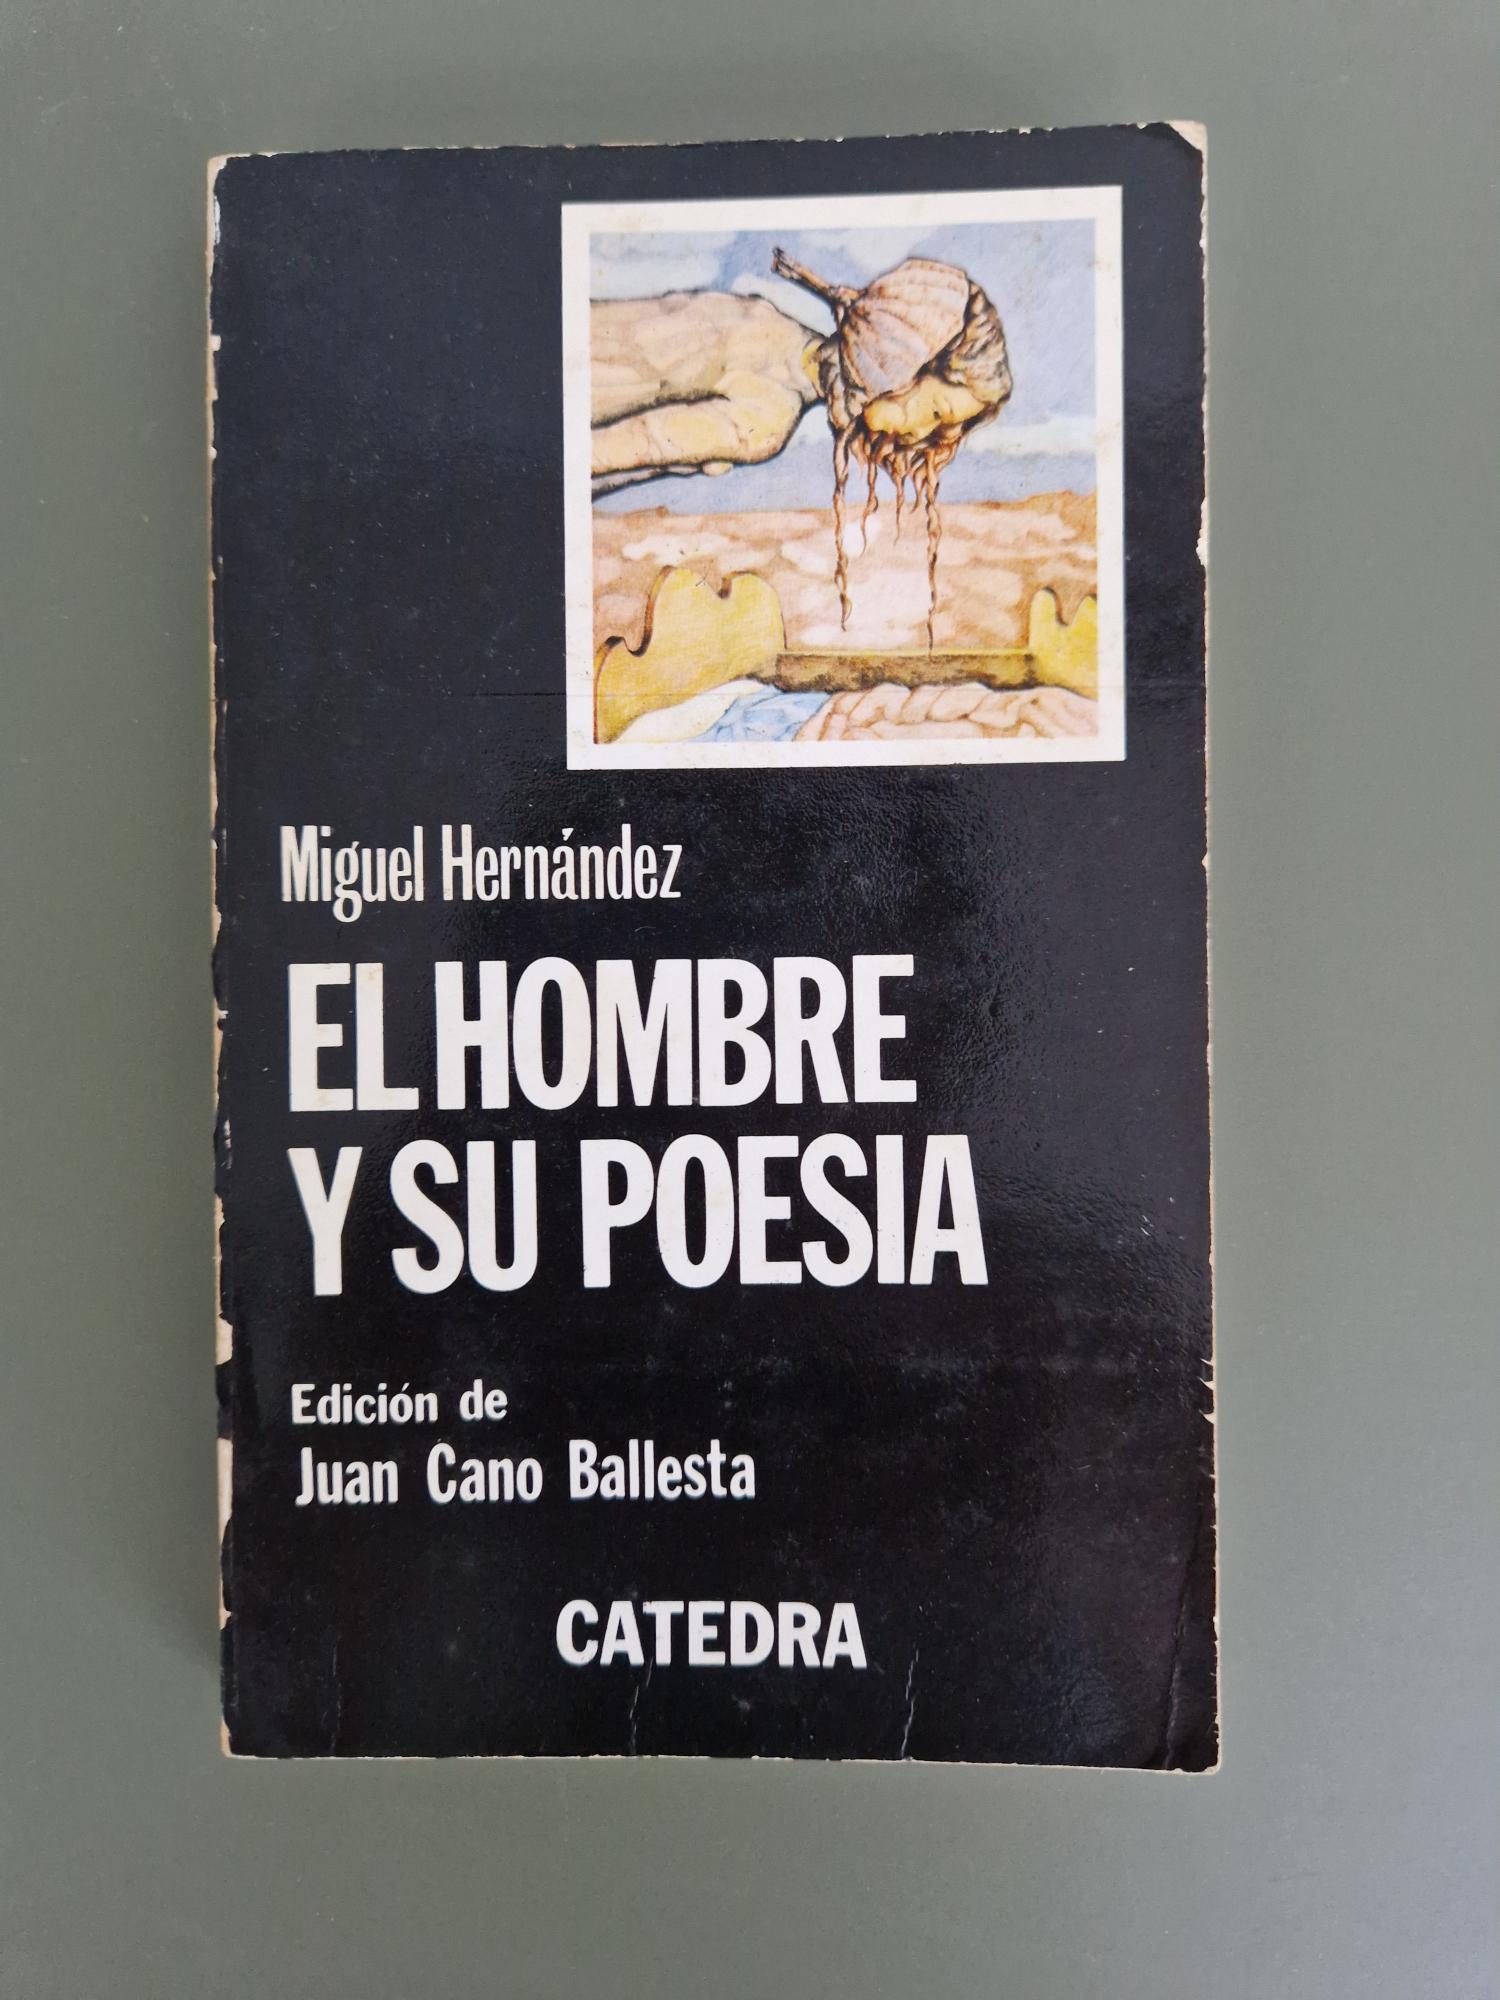 Miguel Hernández
EL HOMBRE
Y SU POESIA
Edición de
Juan Cano Ballesta
CATEDRA